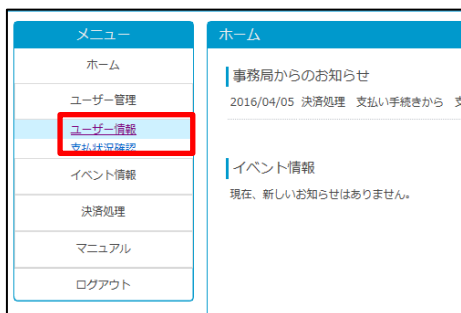 メニュー
ホーム
ユーザー管理
ユーザー情報
支払状況確認
イベント情報
決済処理
マニュアル
ログアウト
ホーム
事務局からのお知らせ
2016/04/05 決済処理 支払い手続きから
イベント情報
現在、新しいお知らせはありません。